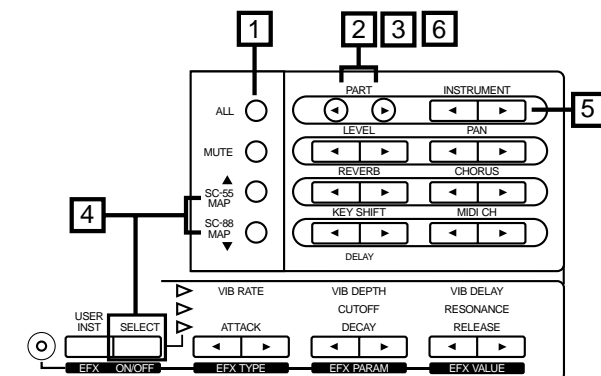 1 2 3 6
PART INSTRUMENT
ALL
5
LEVEL PAN
MUTE
REVERB CHORUS
SC-55
MAP
4
KEY SHIFT MIDI CH
SC-88
MAP
DELAY
VIB RATE VIB DEPTH VIB DELAY
CUTOFF RESONANCE
USER
INST SELECT ATTACK DECAY RELEASE
EFX ON/OFF EFX TYPE EFX PARAM EFX VALUE